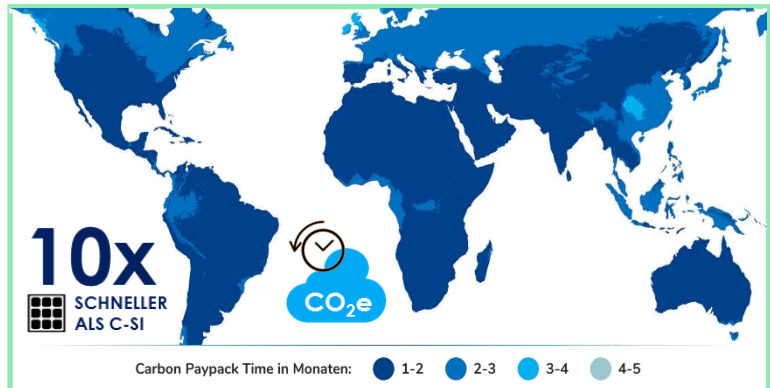 10x
SCHNELLER
ALS C-SI
CO₂e
Carbon Paypack Time in Monaten: 1-2 2-3 3-4 4-5